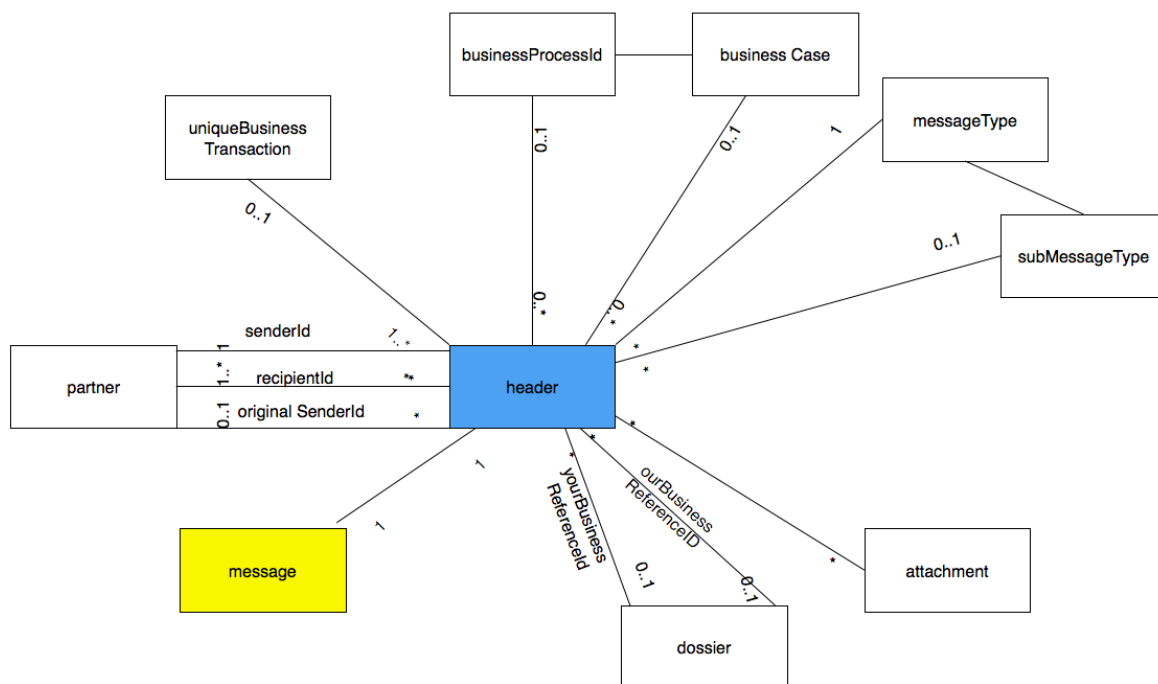 businessProcessId
business Case
messageType
uniqueBusiness
Transaction
0..1
0..1
1
0..1
0..1
subMessageType
*..0
*..0
*
*
senderId
1
1.. *
partner
1..*
recipientId
**
header
0..1
original SenderId
*
*
*
*
1
1
yourBusiness
ReferenceId
ourBusiness
ReferenceID
message
0..1
0..1
*
attachment
dossier